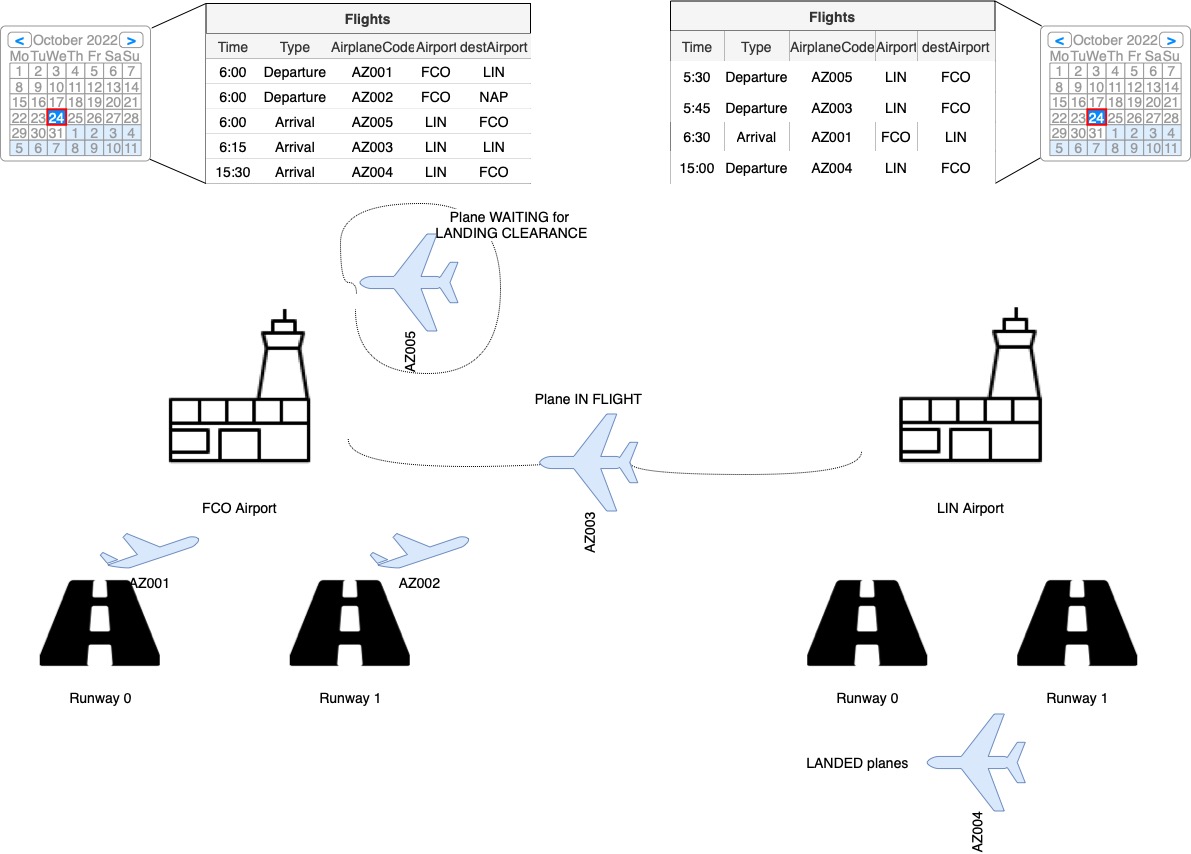 Flights
Time Type AirplaneCode Airport destAirport
6:00 Departure AZ001 FCO LIN
6:00 Departure AZ002 FCO NAP
6:00 Arrival AZ005 LIN FCO
6:15 Arrival AZ003 LIN LIN
15:30 Arrival AZ004 LIN FCO
< October 2022 >
Mo Tu We Th Fr Sa Su
1 2 3 4 5 6 7
8 9 10 11 12 13 14
15 16 17 18 19 20 21
22 23 24 25 26 27 28
29 30 31 1 2 3 4
5 6 7 8 9 10 11
Flights
Time Type AirplaneCode Airport destAirport
5:30 Departure AZ005 LIN FCO
5:45 Departure AZ003 LIN FCO
6:30 Arrival AZ001 FCO LIN
15:00 Departure AZ004 LIN FCO
< October 2022 >
Mo Tu We Th Fr Sa Su
1 2 3 4 5 6 7
8 9 10 11 12 13 14
15 16 17 18 19 20 21
22 23 24 25 26 27 28
29 30 31 1 2 3 4
5 6 7 8 9 10 11
Plane WAITING for
LANDING CLEARANCE
AZ005
Plane IN FLIGHT
AZ003
FCO Airport
LIN Airport
AZ001
AZ002
Runway 0
Runway 1
Runway 0
Runway 1
LANDED planes
AZ004